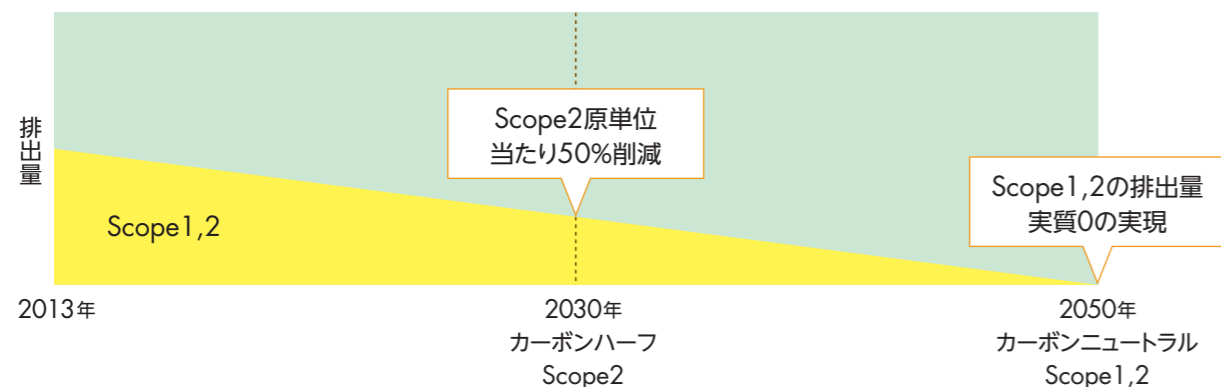 排出量
Scope2原単位
当たり50%削減
Scope1,2の排出量
実質0の実現
Scope1,2
2013年
2030年
カーボンハーフ
Scope2
2050年
カーボンニュートラル
Scope1,2